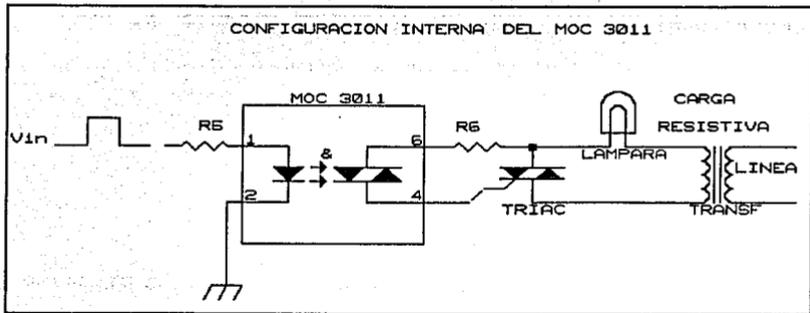 CONFIGURACION INTERNA DEL MOC 3011
MOC 3011
CARGA
RESISTIVA
Vin
R5
1
&
6
R6
LAMPARA
LINEA
2
4
TRIAC
TRANSF